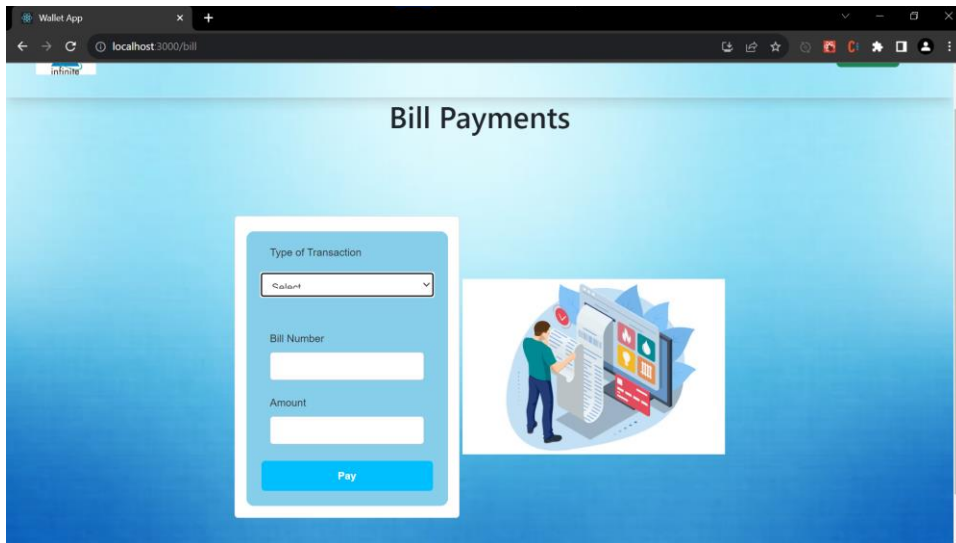 Wallet App
localhost:3000/bill
infinite
Bill Payments
Type of Transaction
Select
Bill Number
Amount
Pay